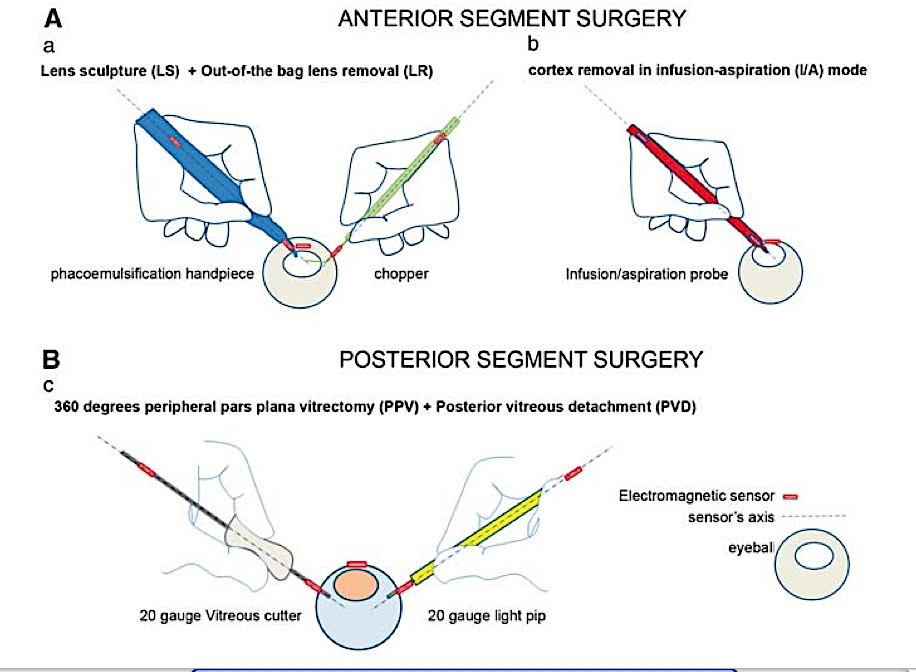 A
ANTERIOR SEGMENT SURGERY
a
b
Lens sculpture (LS) + Out-of-the bag lens removal (LR)
cortex removal in infusion-aspiration (I/A) mode
phacoemulsification handpiece
chopper
Infusion/aspiration probe
B
POSTERIOR SEGMENT SURGERY
c
360 degrees peripheral pars plana vitrectomy (PPV) + Posterior vitreous detachment (PVD)
Electromagnetic sensor
sensor's axis
eyeball
20 gauge Vitreous cutter
20 gauge light pip